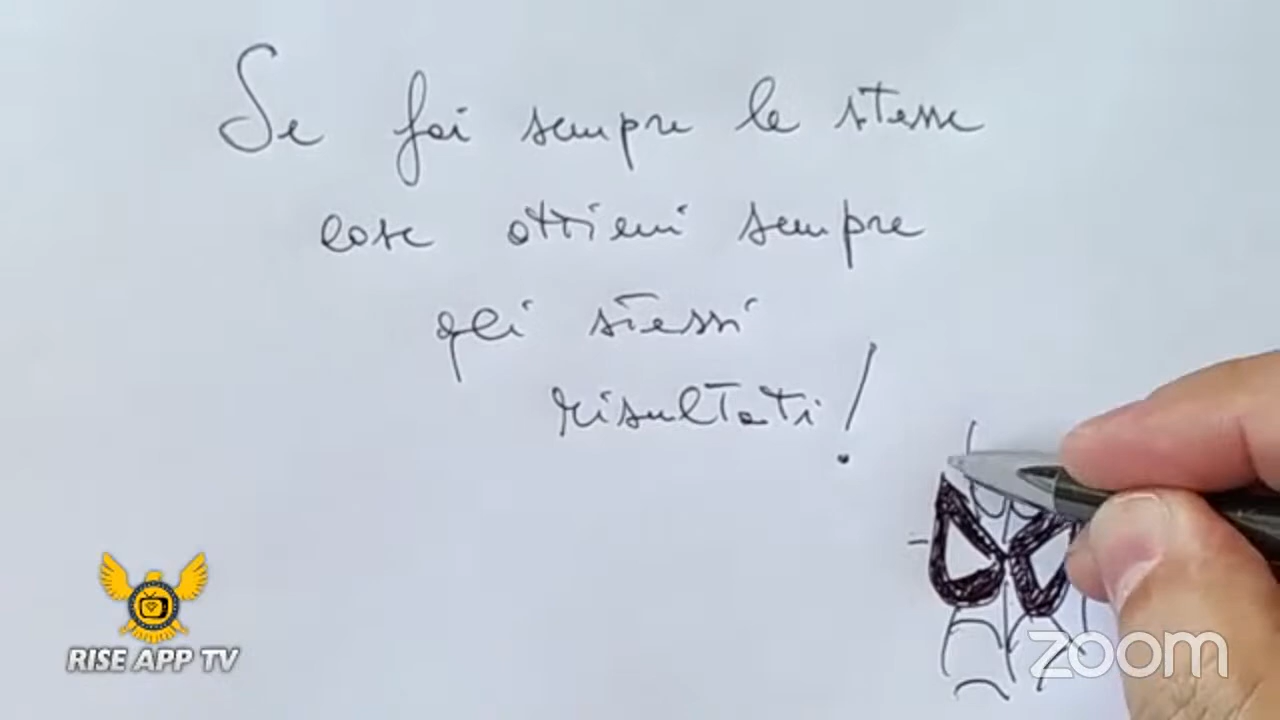 Se fai sempre le stesse
cose ottieni sempre
gli stessi
risultati!
RISE APP TV
zoom